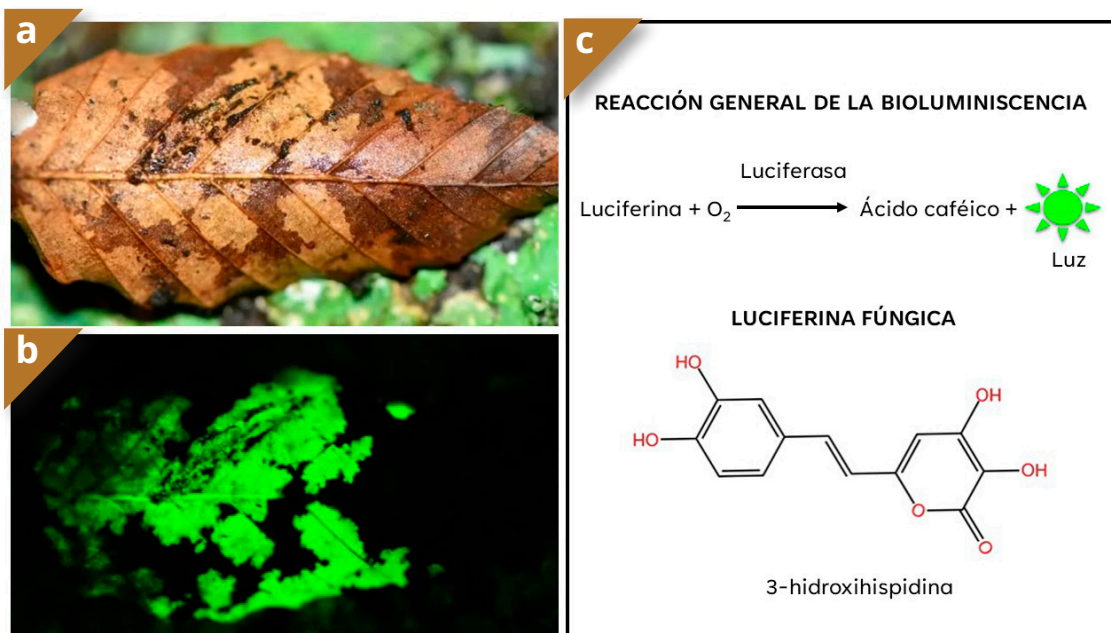 a
b
c
REACCIÓN GENERAL DE LA BIOLUMINISCENCIA
Luciferasa
Luciferina + O₂ Ácido caféico +
Luz
LUCIFERINA FÚNGICA
HO
OH
HO
OH
O
O
3-hidroxihispidina